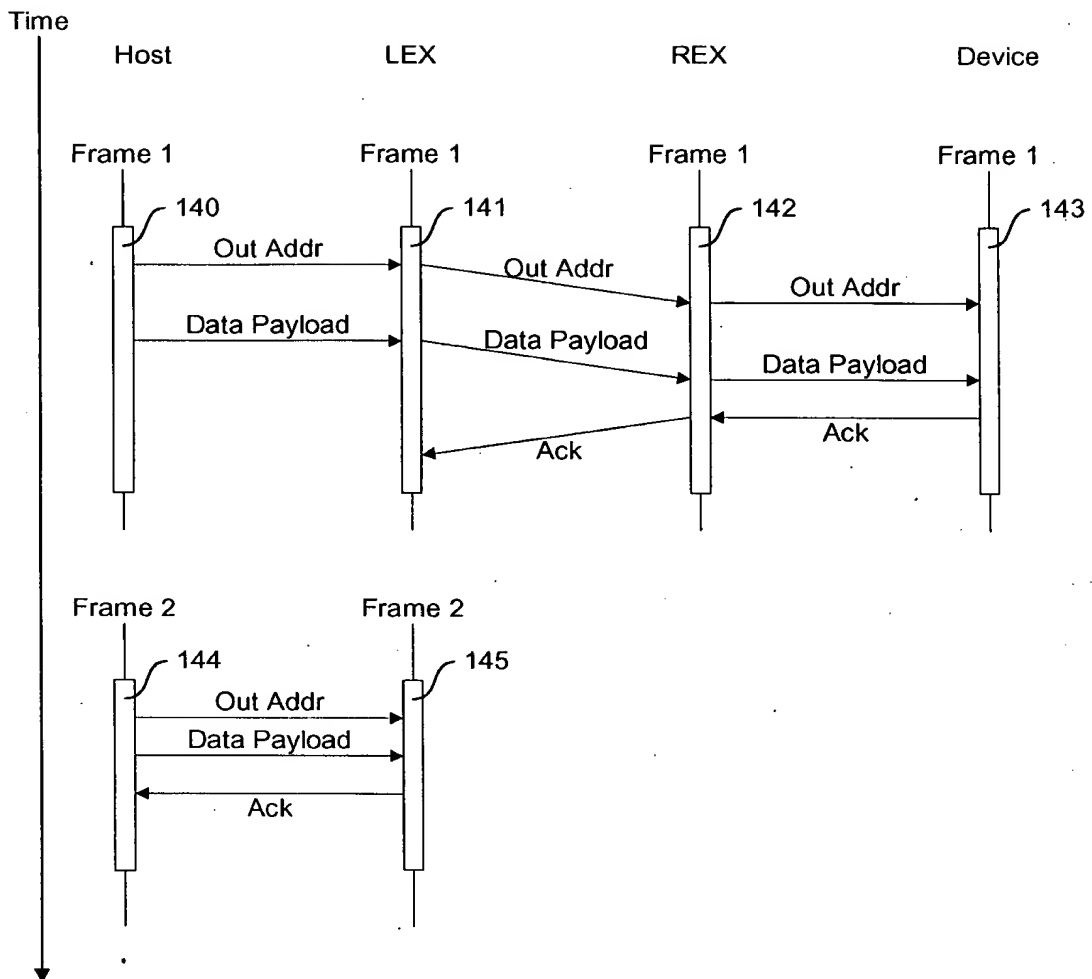 Time
Host LEX REX Device
Frame 1 Frame 1 Frame 1 Frame 1
140 141 142 143
Out Addr Out Addr Out Addr
Data Payload Data Payload Data Payload
Ack Ack
Frame 2 Frame 2
144 145
Out Addr
Data Payload
Ack